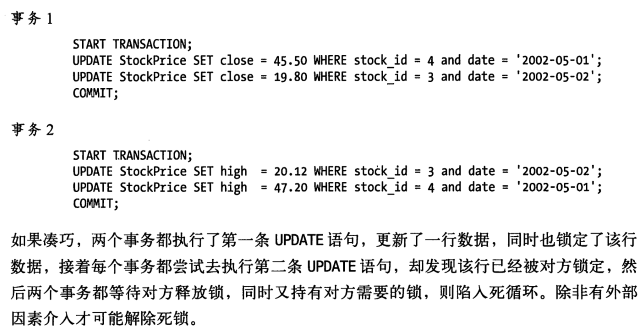 事务 1
START TRANSACTION;
UPDATE StockPrice SET close = 45.50 WHERE stock_id = 4 and date = '2002-05-01';
UPDATE StockPrice SET close = 19.80 WHERE stock_id = 3 and date = '2002-05-02';
COMMIT;
事务 2
START TRANSACTION;
UPDATE StockPrice SET high  = 20.12 WHERE stock_id = 3 and date = '2002-05-02';
UPDATE StockPrice SET high  = 47.20 WHERE stock_id = 4 and date = '2002-05-01';
COMMIT;
如果凑巧，两个事务都执行了第一条 UPDATE 语句，更新了一行数据，同时也锁定了该行
数据，接着每个事务都尝试去执行第二条 UPDATE 语句，却发现该行已经被对方锁定，然
后两个事务都等待对方释放锁，同时又持有对方需要的锁，则陷入死循环。除非有外部
因素介入才可能解除死锁。